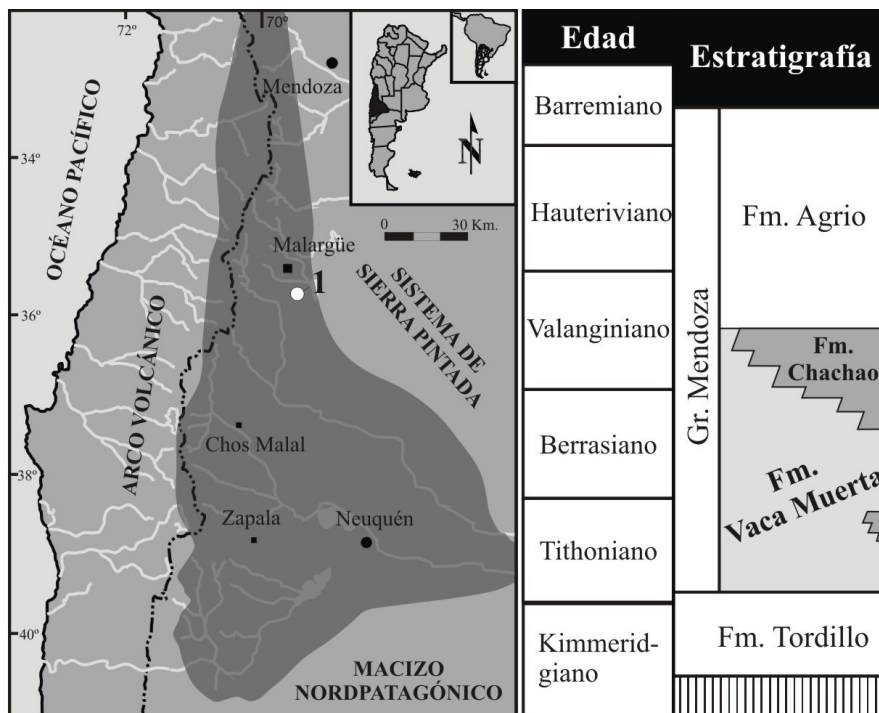 72º
70º
34º
36º
38º
40º
OCÉANO PACÍFICO
ARCO VOLCÁNICO
Mendoza
N
0 30 Km.
Malargüe
1
SISTEMA DE
SIERRA PINTADA
Chos Malal
Zapala
Neuquén
MACIZO
NORDPATAGÓNICO
Edad
Barremiano
Hauteriviano
Valanginiano
Berrasiano
Tithoniano
Kimmerid-
giano
Estratigrafía
Gr. Mendoza
Fm. Agrio
Fm.
Chachao
Fm.
Vaca Muerta
Fm. Tordillo